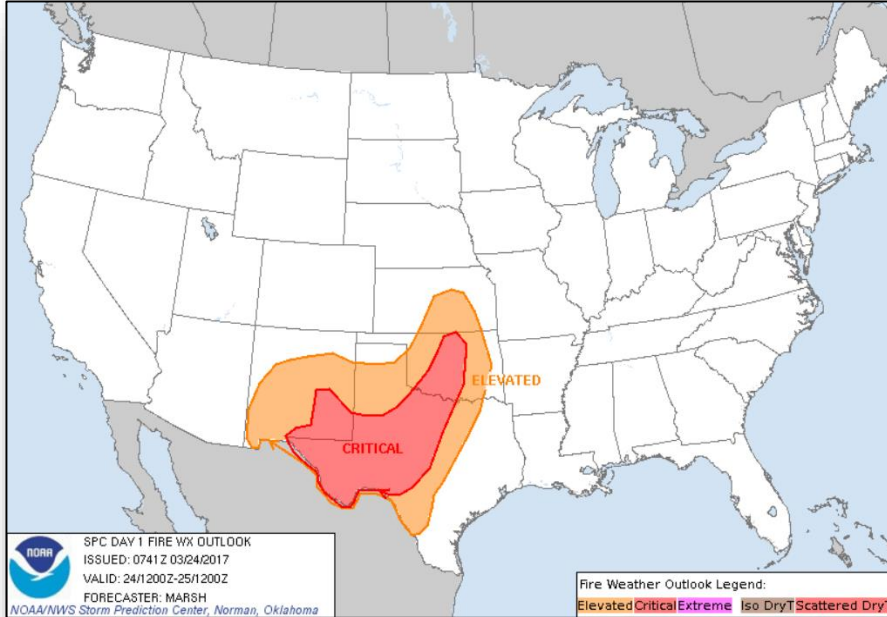 ELEVATED
CRITICAL
NOAA
SPC DAY 1 FIRE WX OUTLOOK
ISSUED: 0741Z 03/24/2017
VALID: 24/1200Z-25/1200Z
FORECASTER: MARSH
NOAA/NWS Storm Prediction Center, Norman, Oklahoma
Fire Weather Outlook Legend:
Elevated Critical Extreme Iso DryT Scattered DryT